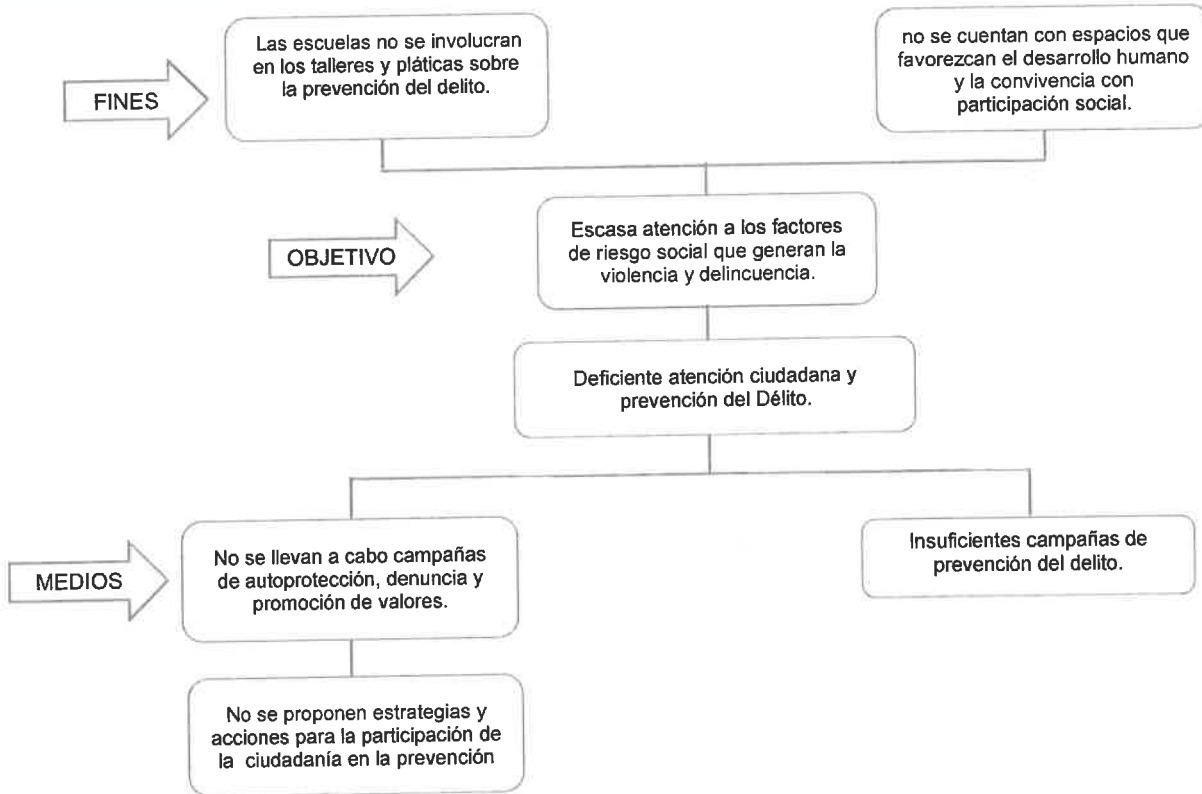 Las escuelas no se involucran
en los talleres y pláticas sobre
la prevención del delito.
no se cuentan con espacios que
favorezcan el desarrollo humano
y la convivencia con
participación social.
FINES
Escasa atención a los factores
de riesgo social que generan la
violencia y delincuencia.
OBJETIVO
Deficiente atención ciudadana y
prevención del Délito.
No se llevan a cabo campañas
de autoprotección, denuncia y
promoción de valores.
Insuficientes campañas de
prevención del delito.
MEDIOS
No se proponen estrategias y
acciones para la participación de
la ciudadanía en la prevención